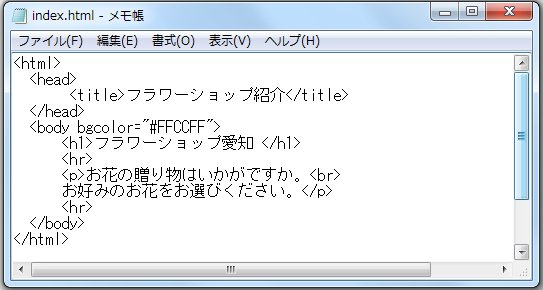 index.html - メモ帳
ファイル(F) 編集(E) 書式(O) 表示(V) ヘルプ(H)
<html>
<head>
<title>フラワーショップ紹介</title>
</head>
<body bgcolor="#FFCCFF">
<h1>フラワーショップ愛知 </h1>
<hr>
<p>お花の贈り物はいかがですか。<br>
お好みのお花をお選びください。</p>
<hr>
</body>
</html>